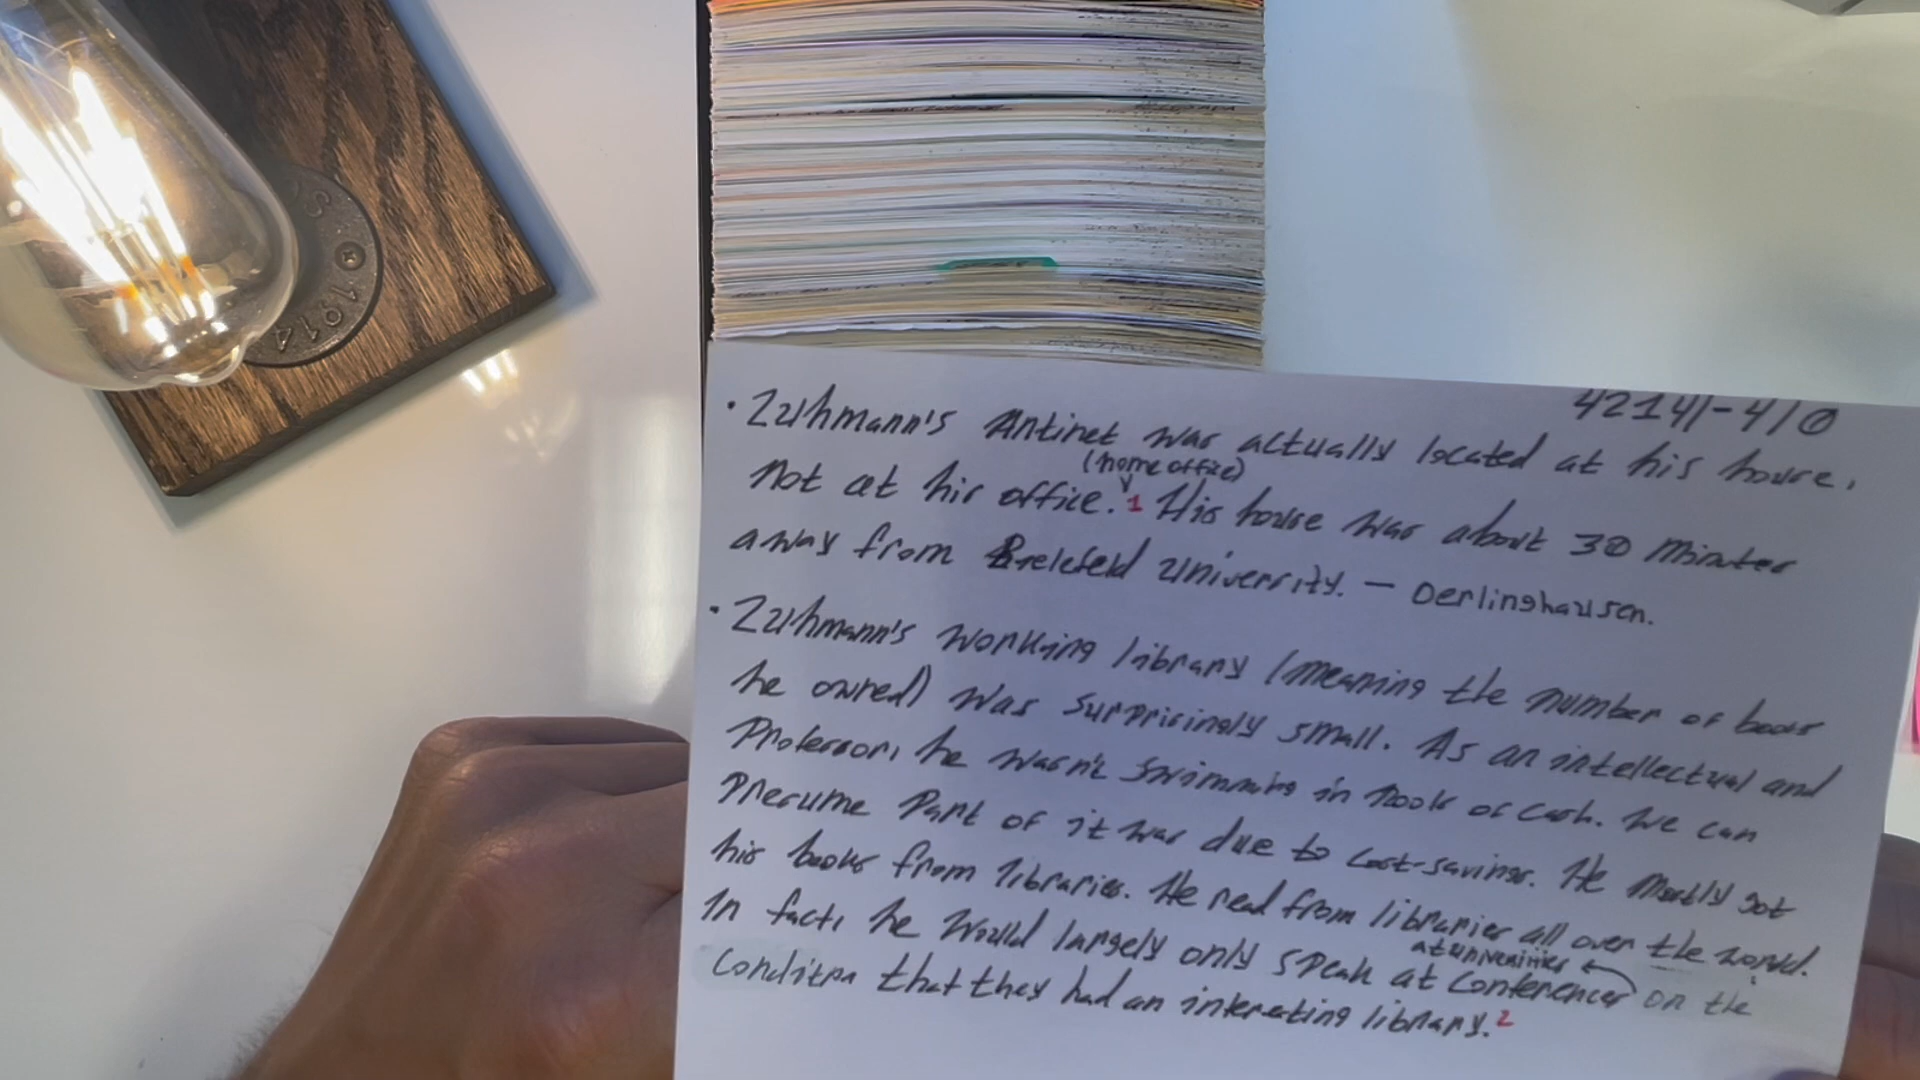 S 1914
4214/-4/0
• Luhmann's Antinet was actually located at his house,
(home office)
not at his office.1 His house was about 30 minutes
away from Bielefeld University. — Oerlinghausen.
• Luhmann's working library (meaning the number of books
he owned) was surprisingly small. As an intellectual and
Professor, he wasn't swimming in pools of cash. We can
presume part of it was due to cost-savings. He mostly got
his books from libraries. He read from libraries all over the world.
at universities
In fact, he would largely only speak at conferences on the
condition that they had an interesting library.2